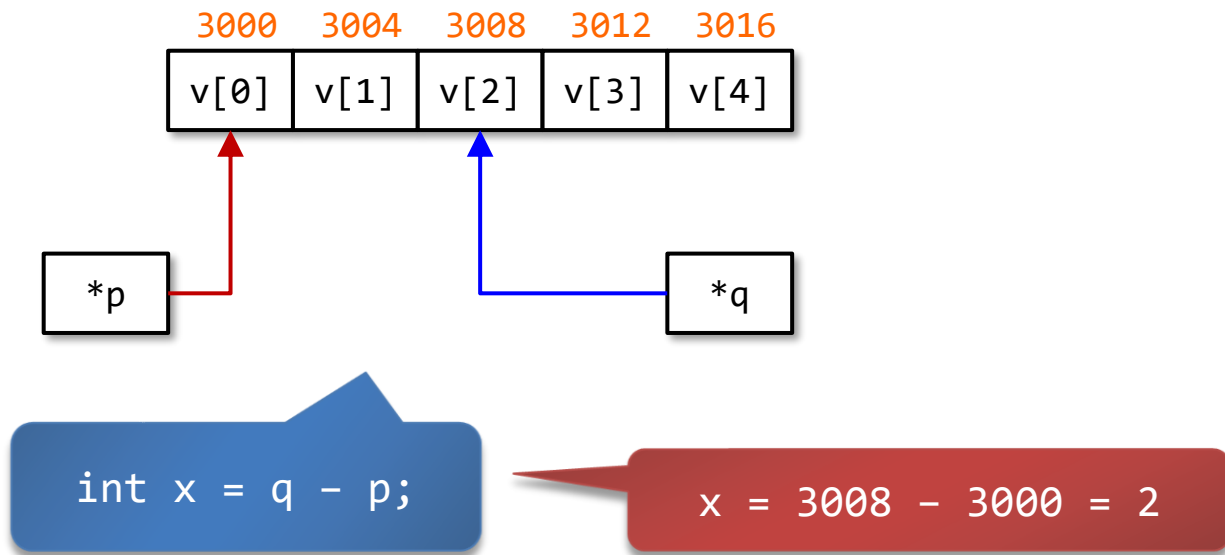 3000 3004 3008 3012 3016
v[0] v[1] v[2] v[3] v[4]
*p *q
int x = q – p;
x = 3008 – 3000 = 2